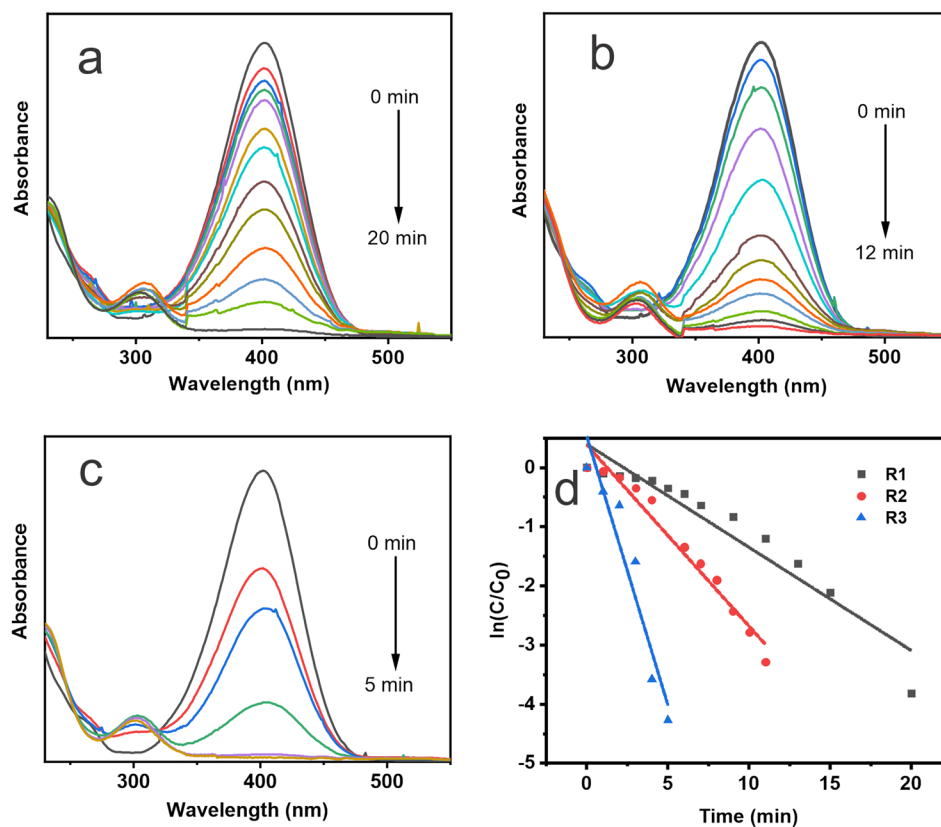 a
0 min
20 min
Absorbance
300
400
500
Wavelength (nm)
b
0 min
12 min
Absorbance
300
400
500
Wavelength (nm)
c
0 min
5 min
Absorbance
300
400
500
Wavelength (nm)
d
R1
R2
R3
0
-1
-2
-3
-4
-5
ln(C/C0)
0
5
10
15
20
Time (min)